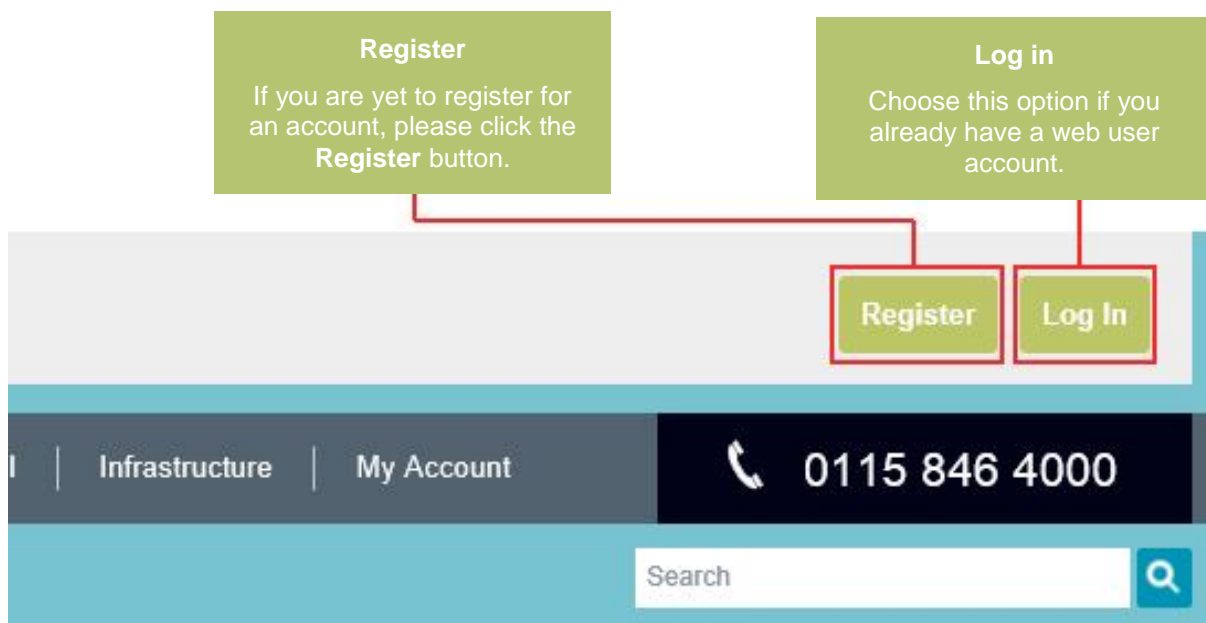 Register
If you are yet to register for
an account, please click the
Register button.
Log in
Choose this option if you
already have a web user
account.
Register
Log In
Infrastructure
My Account
0115 846 4000
Search